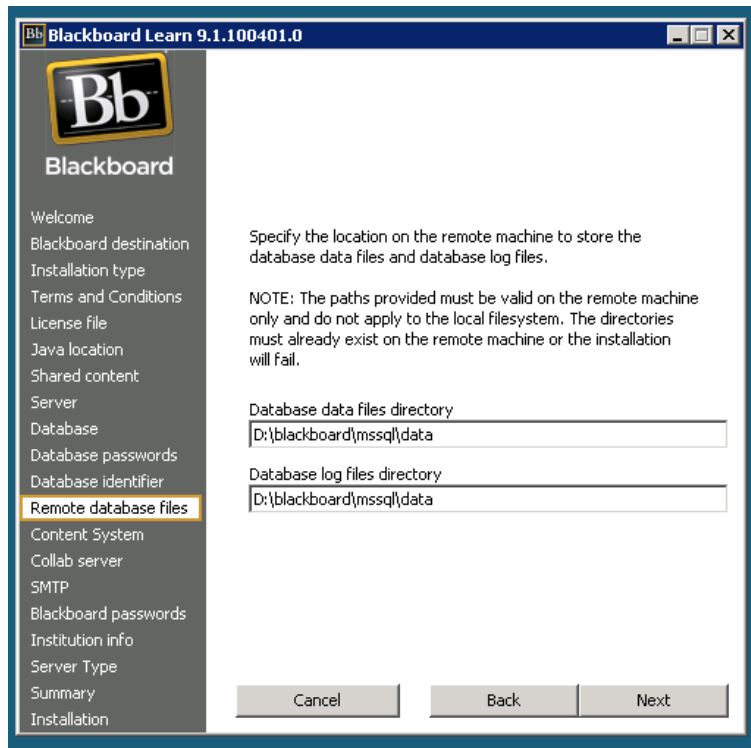 Bb Blackboard Learn 9.1.100401.0
Bb
Blackboard
Welcome
Blackboard destination
Installation type
Terms and Conditions
License file
Java location
Shared content
Server
Database
Database passwords
Database identifier
Remote database files
Content System
Collab server
SMTP
Blackboard passwords
Institution info
Server Type
Summary
Installation
Specify the location on the remote machine to store the
database data files and database log files.
NOTE: The paths provided must be valid on the remote machine
only and do not apply to the local filesystem. The directories
must already exist on the remote machine or the installation
will fail.
Database data files directory
D:\blackboard\mssql\data
Database log files directory
D:\blackboard\mssql\data
Cancel Back Next